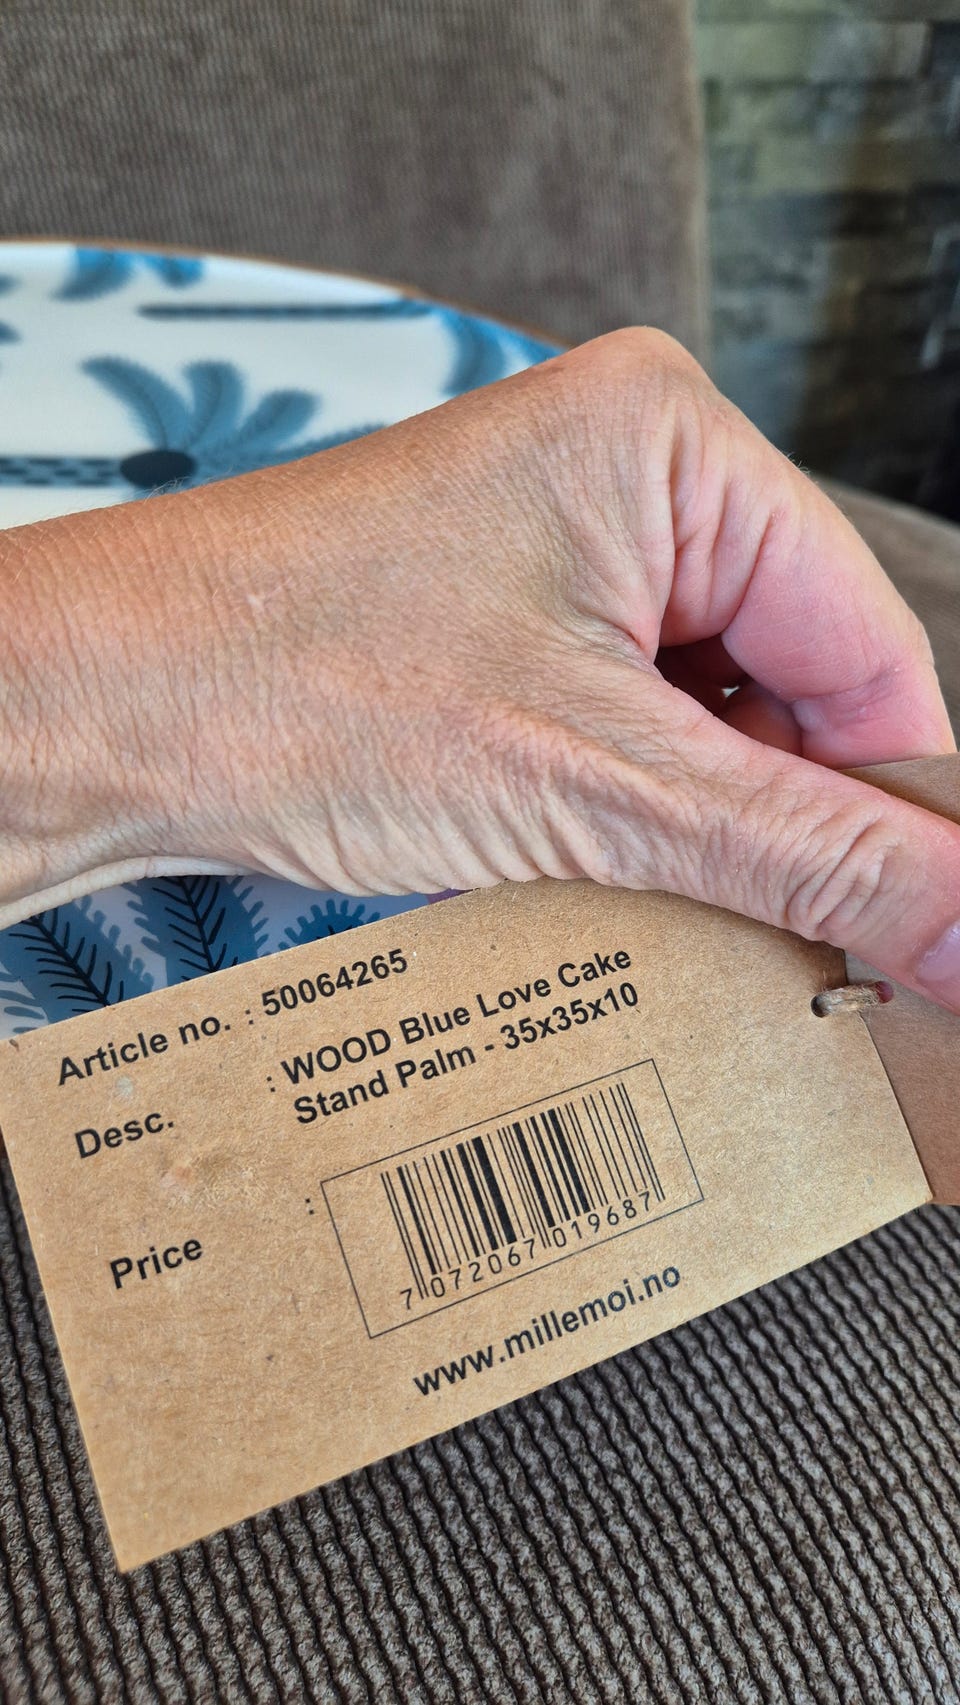 Article no. : 50064265
Desc. : WOOD Blue Love Cake
Stand Palm - 35x35x10
Price :
7 072067 019687
www.millemoi.no